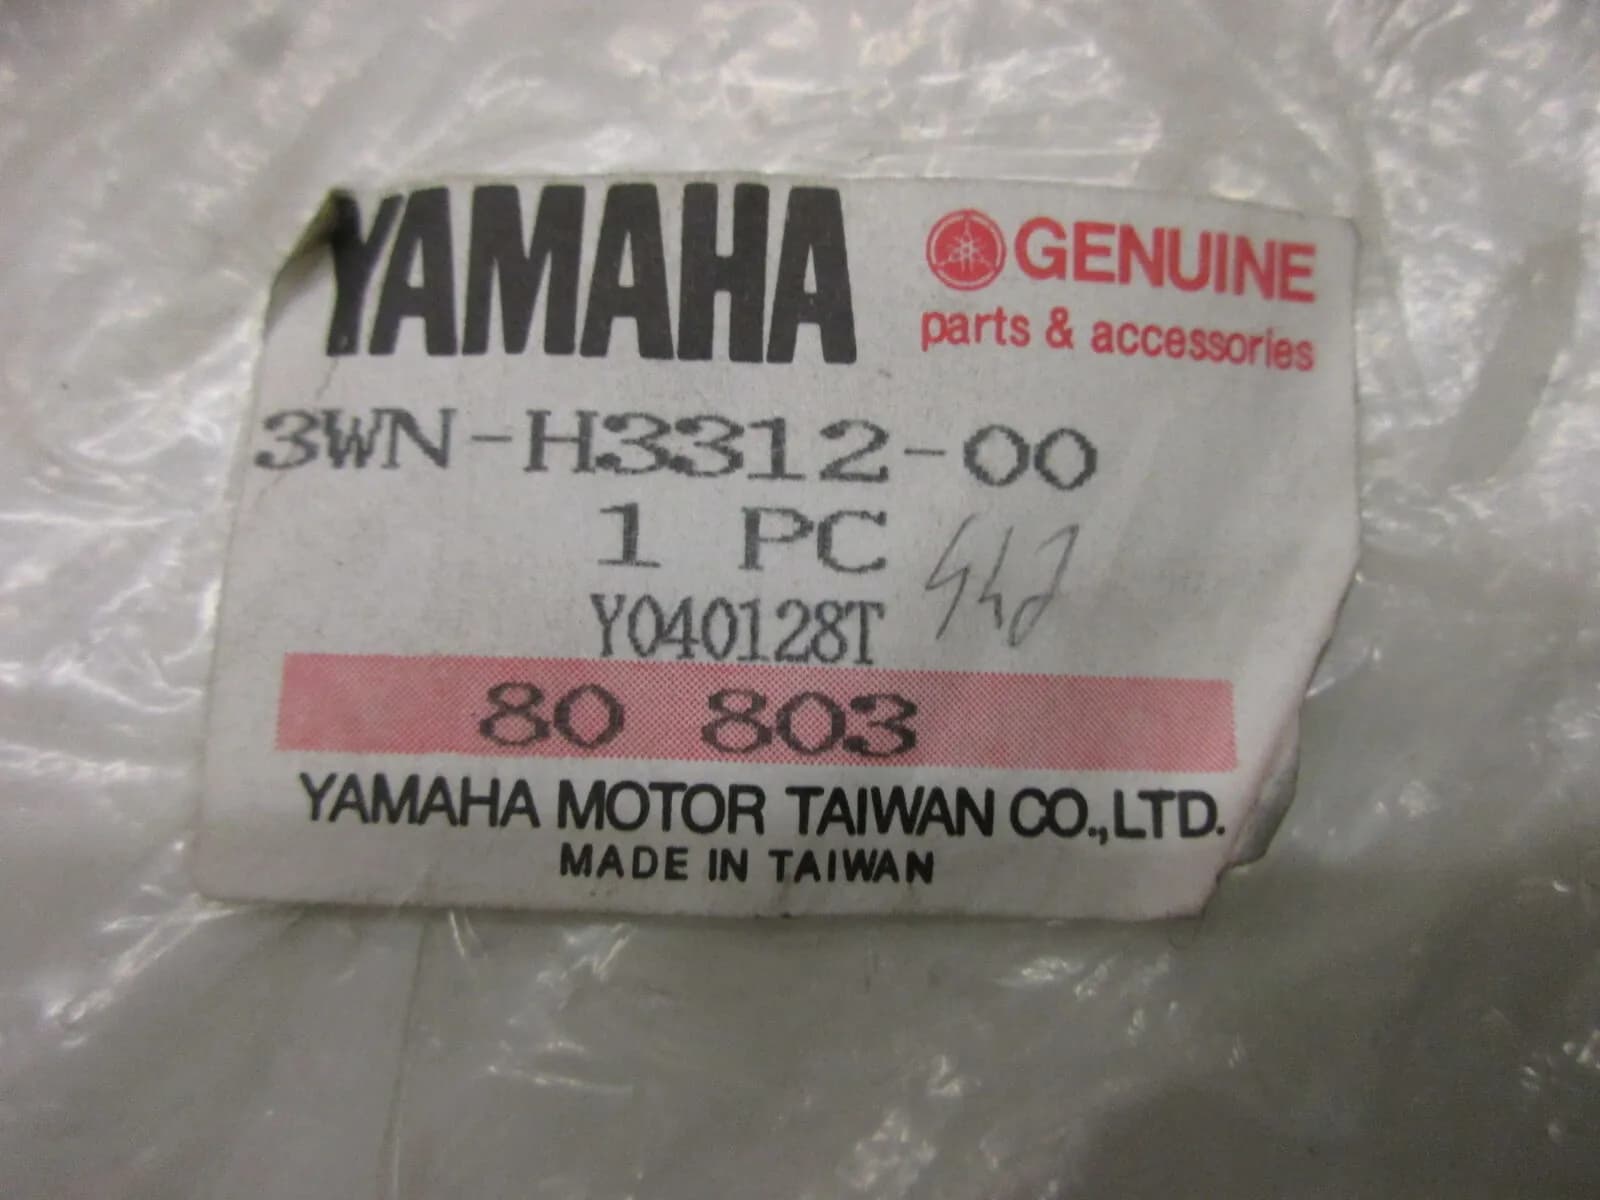 YAMAHA
GENUINE
parts & accessories
3WN-H3312-00
1 PC
Y040128T
80 803
YAMAHA MOTOR TAIWAN CO.,LTD.
MADE IN TAIWAN